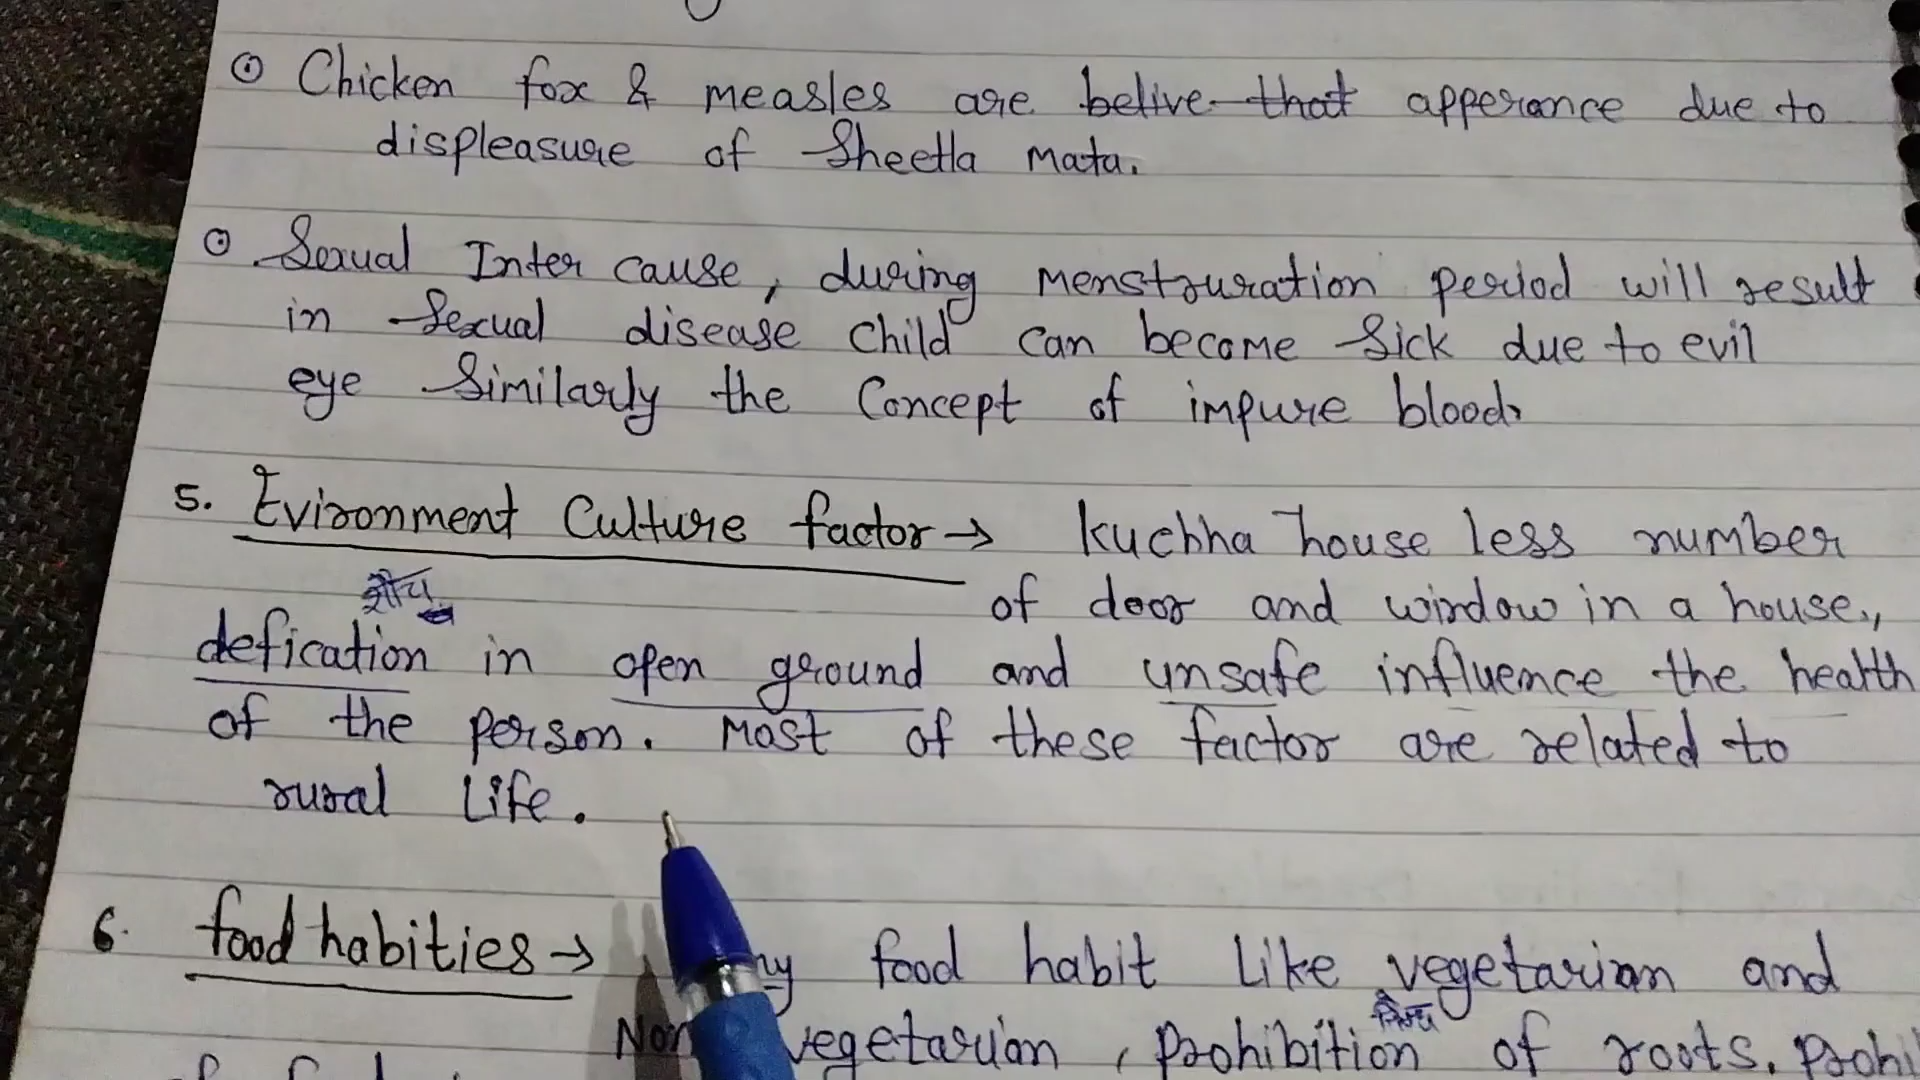 ⊙ Chicken fox & measles are belive that apperance due to
displeasure of Sheetla Mata.
⊙ Sexual Inter cause, during menstruration period will result
in Sexual disease child can become Sick due to evil
eye Similarly the Concept of impure blood.
5. Evironment Culture factor → kuchha house less number
of door and window in a house,
शौच
defication in open ground and unsafe influence the health
of the person. Most of these factor are related to
rural Life.
6. food habities → food habit like vegetarian and
vegetarian, prohibition of roots.